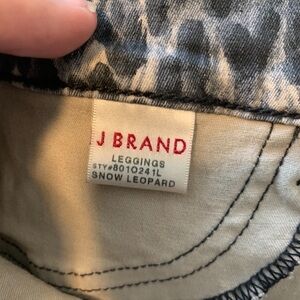 J BRAND
LEGGINGS
STY#8010241L
SNOW LEOPARD